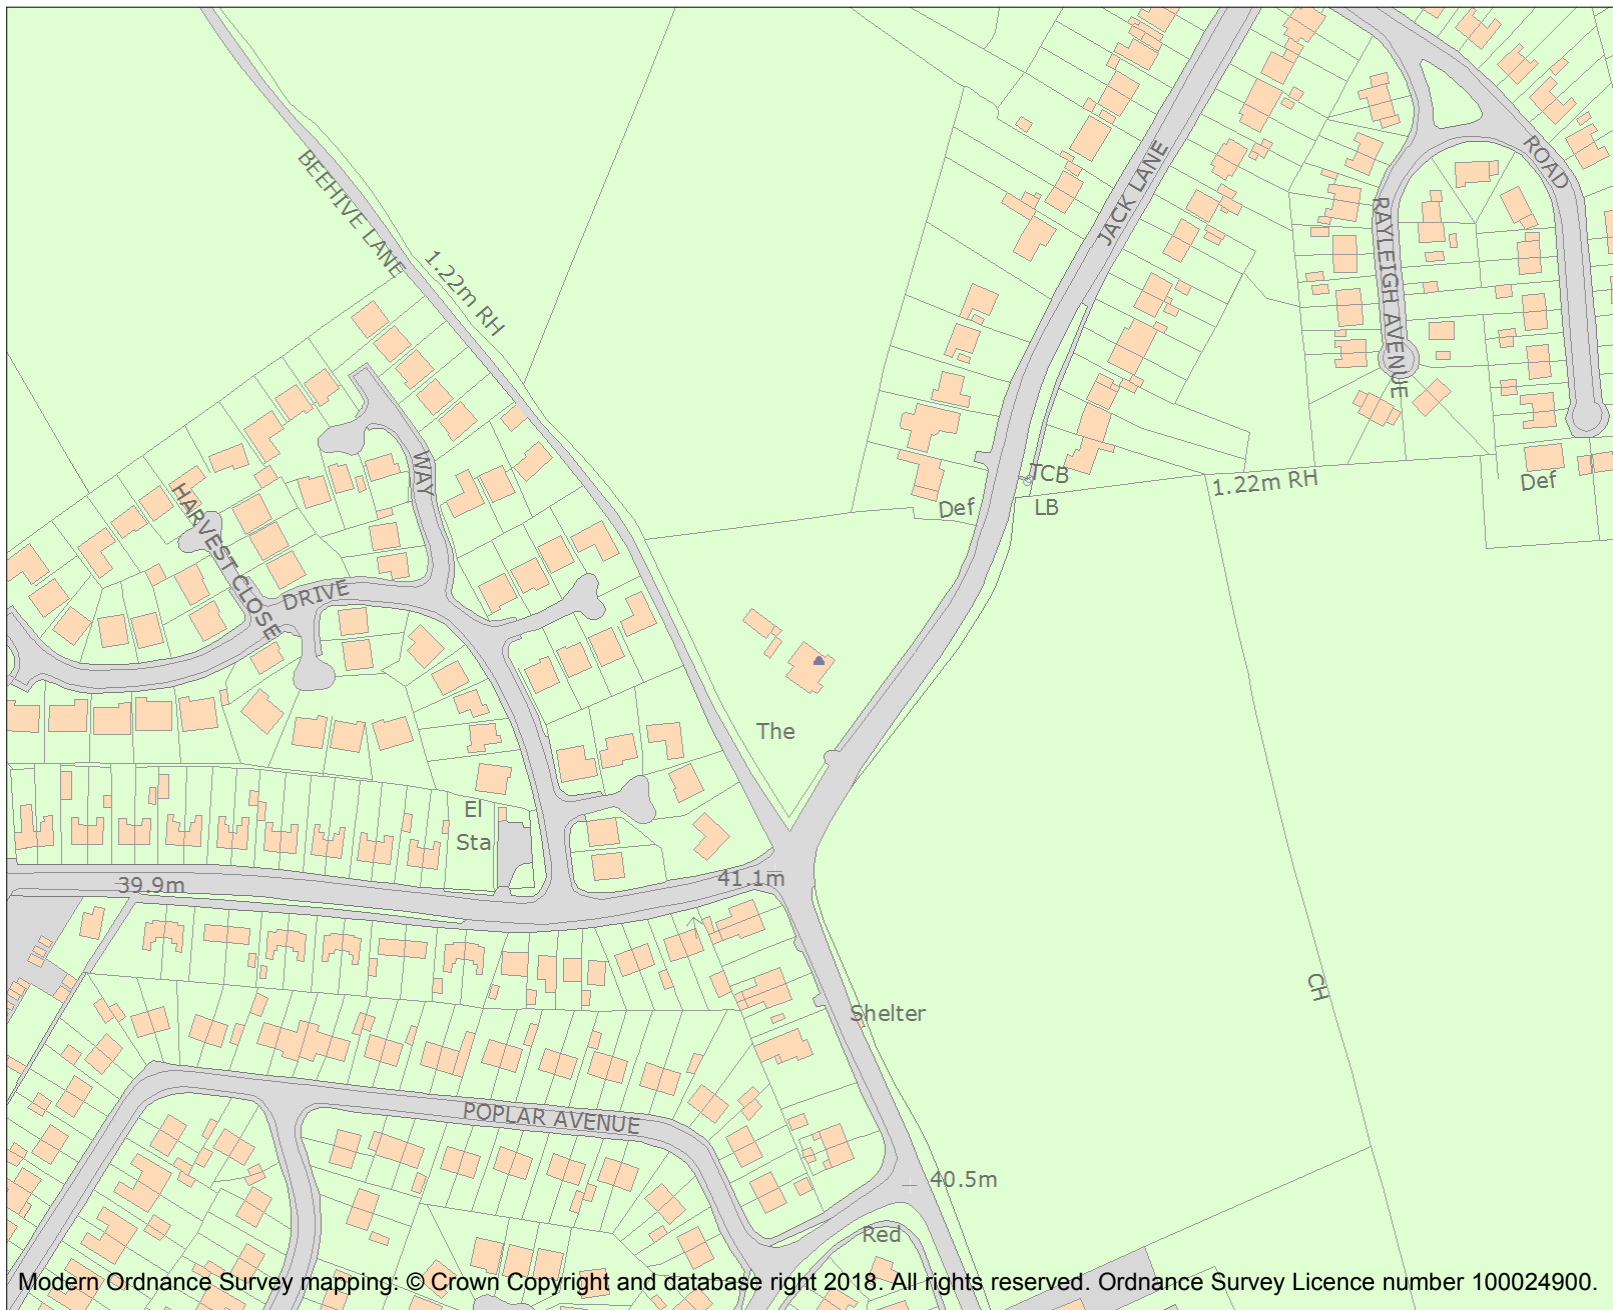 BEEHIVE LANE
1.22m RH
JACK LANE
ROAD
RAYLEIGH AVENUE
WAY
TCB
LB
Def
1.22m RH
Def
HARVEST CLOSE
DRIVE
The
El
Sta
39.9m
41.1m
CH
Shelter
POPLAR AVENUE
40.5m
Red
Modern Ordnance Survey mapping: © Crown Copyright and database right 2018. All rights reserved. Ordnance Survey Licence number 100024900.